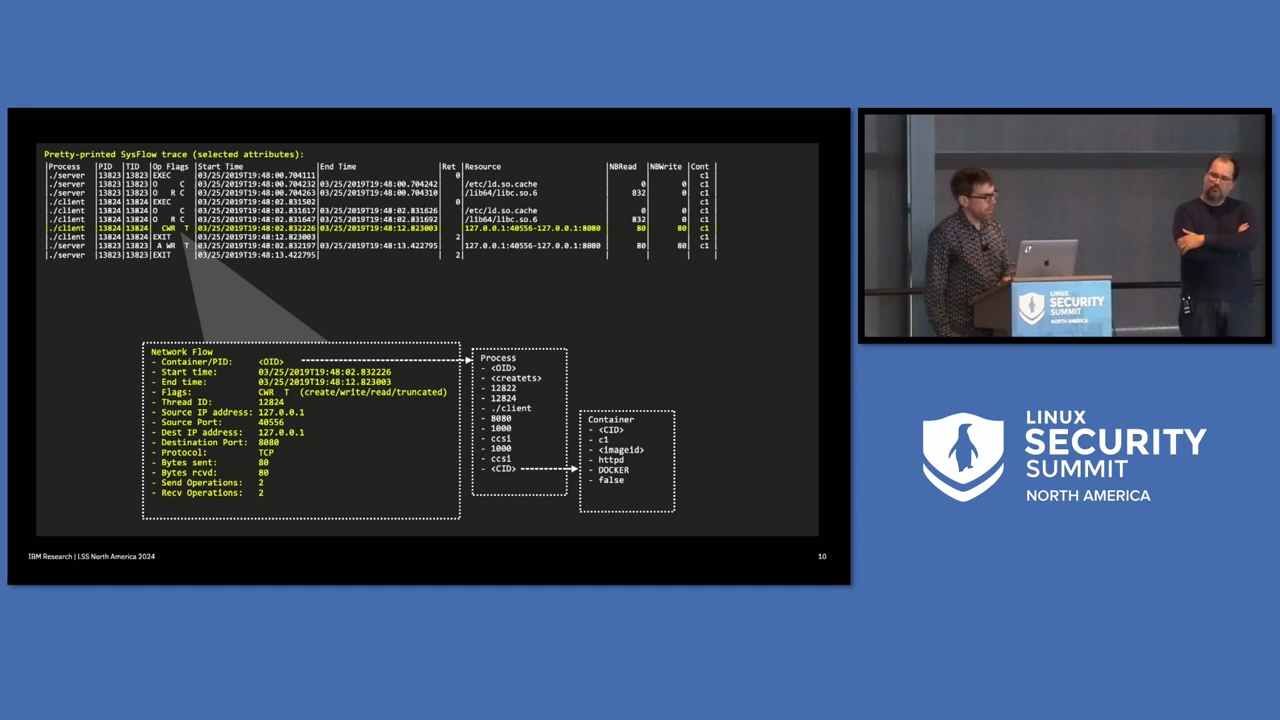 Pretty-printed SysFlow trace (selected attributes):
|Process |PID |TID |Op Flags |Start Time |End Time |Ret |Resource |NBRead |NBWrite |Cont |
|./server |13823|13823|EXEC |03/25/2019T19:48:00.704111| | 0| | | | c1 |
|./server |13823|13823|O C |03/25/2019T19:48:00.704232|03/25/2019T19:48:00.704242| |/etc/ld.so.cache | 0| 0| c1 |
|./server |13823|13823|O R C |03/25/2019T19:48:00.704263|03/25/2019T19:48:00.704310| |/lib64/libc.so.6 | 832| 0| c1 |
|./client |13824|13824|EXEC |03/25/2019T19:48:02.831502| | 0| | | | c1 |
|./client |13824|13824|O C |03/25/2019T19:48:02.831617|03/25/2019T19:48:02.831626| |/etc/ld.so.cache | 0| 0| c1 |
|./client |13824|13824|O R C |03/25/2019T19:48:02.831647|03/25/2019T19:48:02.831692| |/lib64/libc.so.6 | 832| 0| c1 |
|./client |13824|13824| CWR T |03/25/2019T19:48:02.832226|03/25/2019T19:48:12.823003| |127.0.0.1:40556-127.0.0.1:8080 | 80| 80| c1 |
|./client |13824|13824|EXIT |03/25/2019T19:48:12.823003| | 2| | | | c1 |
|./server |13823|13823| A WR T |03/25/2019T19:48:02.832197|03/25/2019T19:48:13.422795| |127.0.0.1:40556-127.0.0.1:8080 | 80| 80| c1 |
|./server |13823|13823|EXIT |03/25/2019T19:48:13.422795| | 2| | | | c1 |
Network Flow
- Container/PID: <OID>
- Start time: 03/25/2019T19:48:02.832226
- End time: 03/25/2019T19:48:12.823003
- Flags: CWR T (create/write/read/truncated)
- Thread ID: 12824
- Source IP address: 127.0.0.1
- Source Port: 40556
- Dest IP address: 127.0.0.1
- Destination Port: 8080
- Protocol: TCP
- Bytes sent: 80
- Bytes rcvd: 80
- Send Operations: 2
- Recv Operations: 2
Process
- <OID>
- <createts>
- 12822
- 12824
- ./client
- 8080
- 1000
- ccsi
- 1000
- ccsi
- <CID>
Container
- <CID>
- c1
- <imageid>
- httpd
- DOCKER
- false
IBM Research | LSS North America 2024
10
LINUX
SECURITY
SUMMIT
NORTH AMERICA
LINUX
SECURITY
SUMMIT
NORTH AMERICA